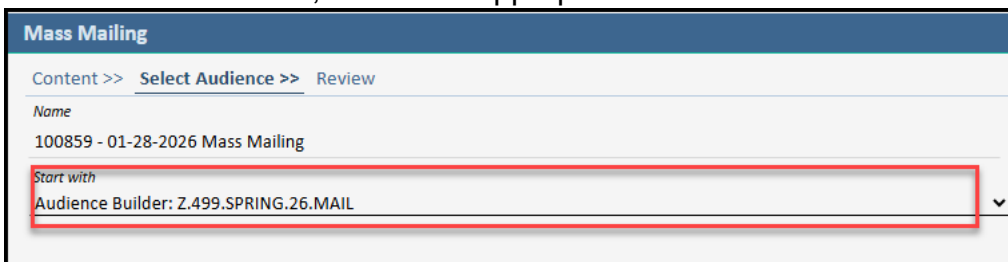 Mass Mailing
Content >> Select Audience >> Review
Name
100859 - 01-28-2026 Mass Mailing
Start with
Audience Builder: Z.499.SPRING.26.MAIL